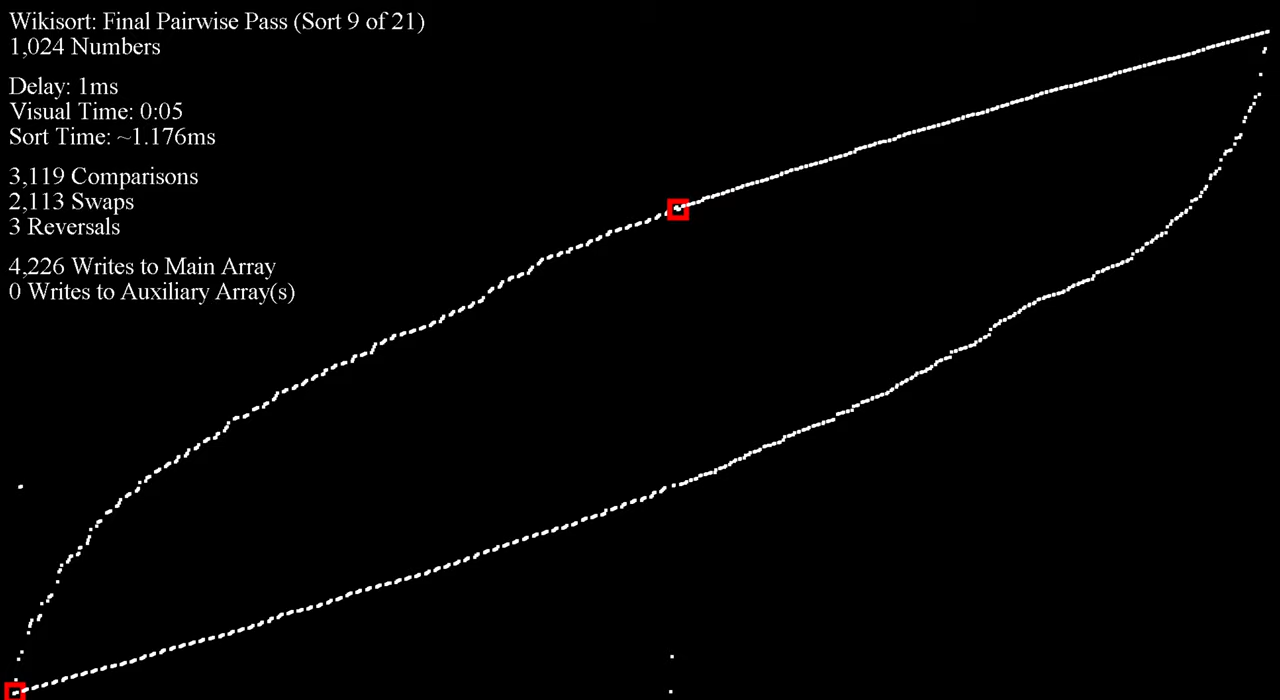 Wikisort: Final Pairwise Pass (Sort 9 of 21)
1,024 Numbers
Delay: 1ms
Visual Time: 0:05
Sort Time: ~1.176ms
3,119 Comparisons
2,113 Swaps
3 Reversals
4,226 Writes to Main Array
0 Writes to Auxiliary Array(s)